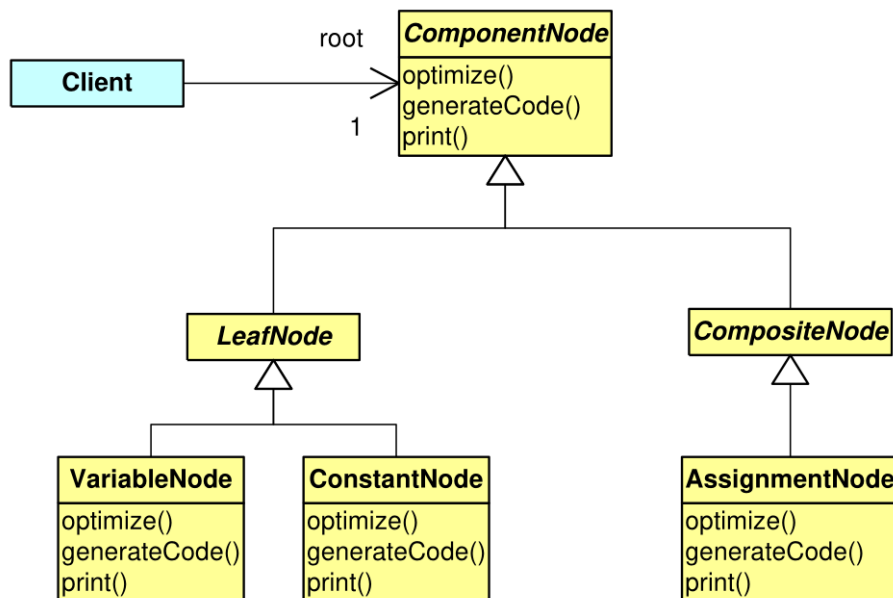 root
ComponentNode
Client
optimize()
generateCode()
1
print()
LeafNode
CompositeNode
VariableNode
optimize()
generateCode()
print()
ConstantNode
optimize()
generateCode()
print()
AssignmentNode
optimize()
generateCode()
print()